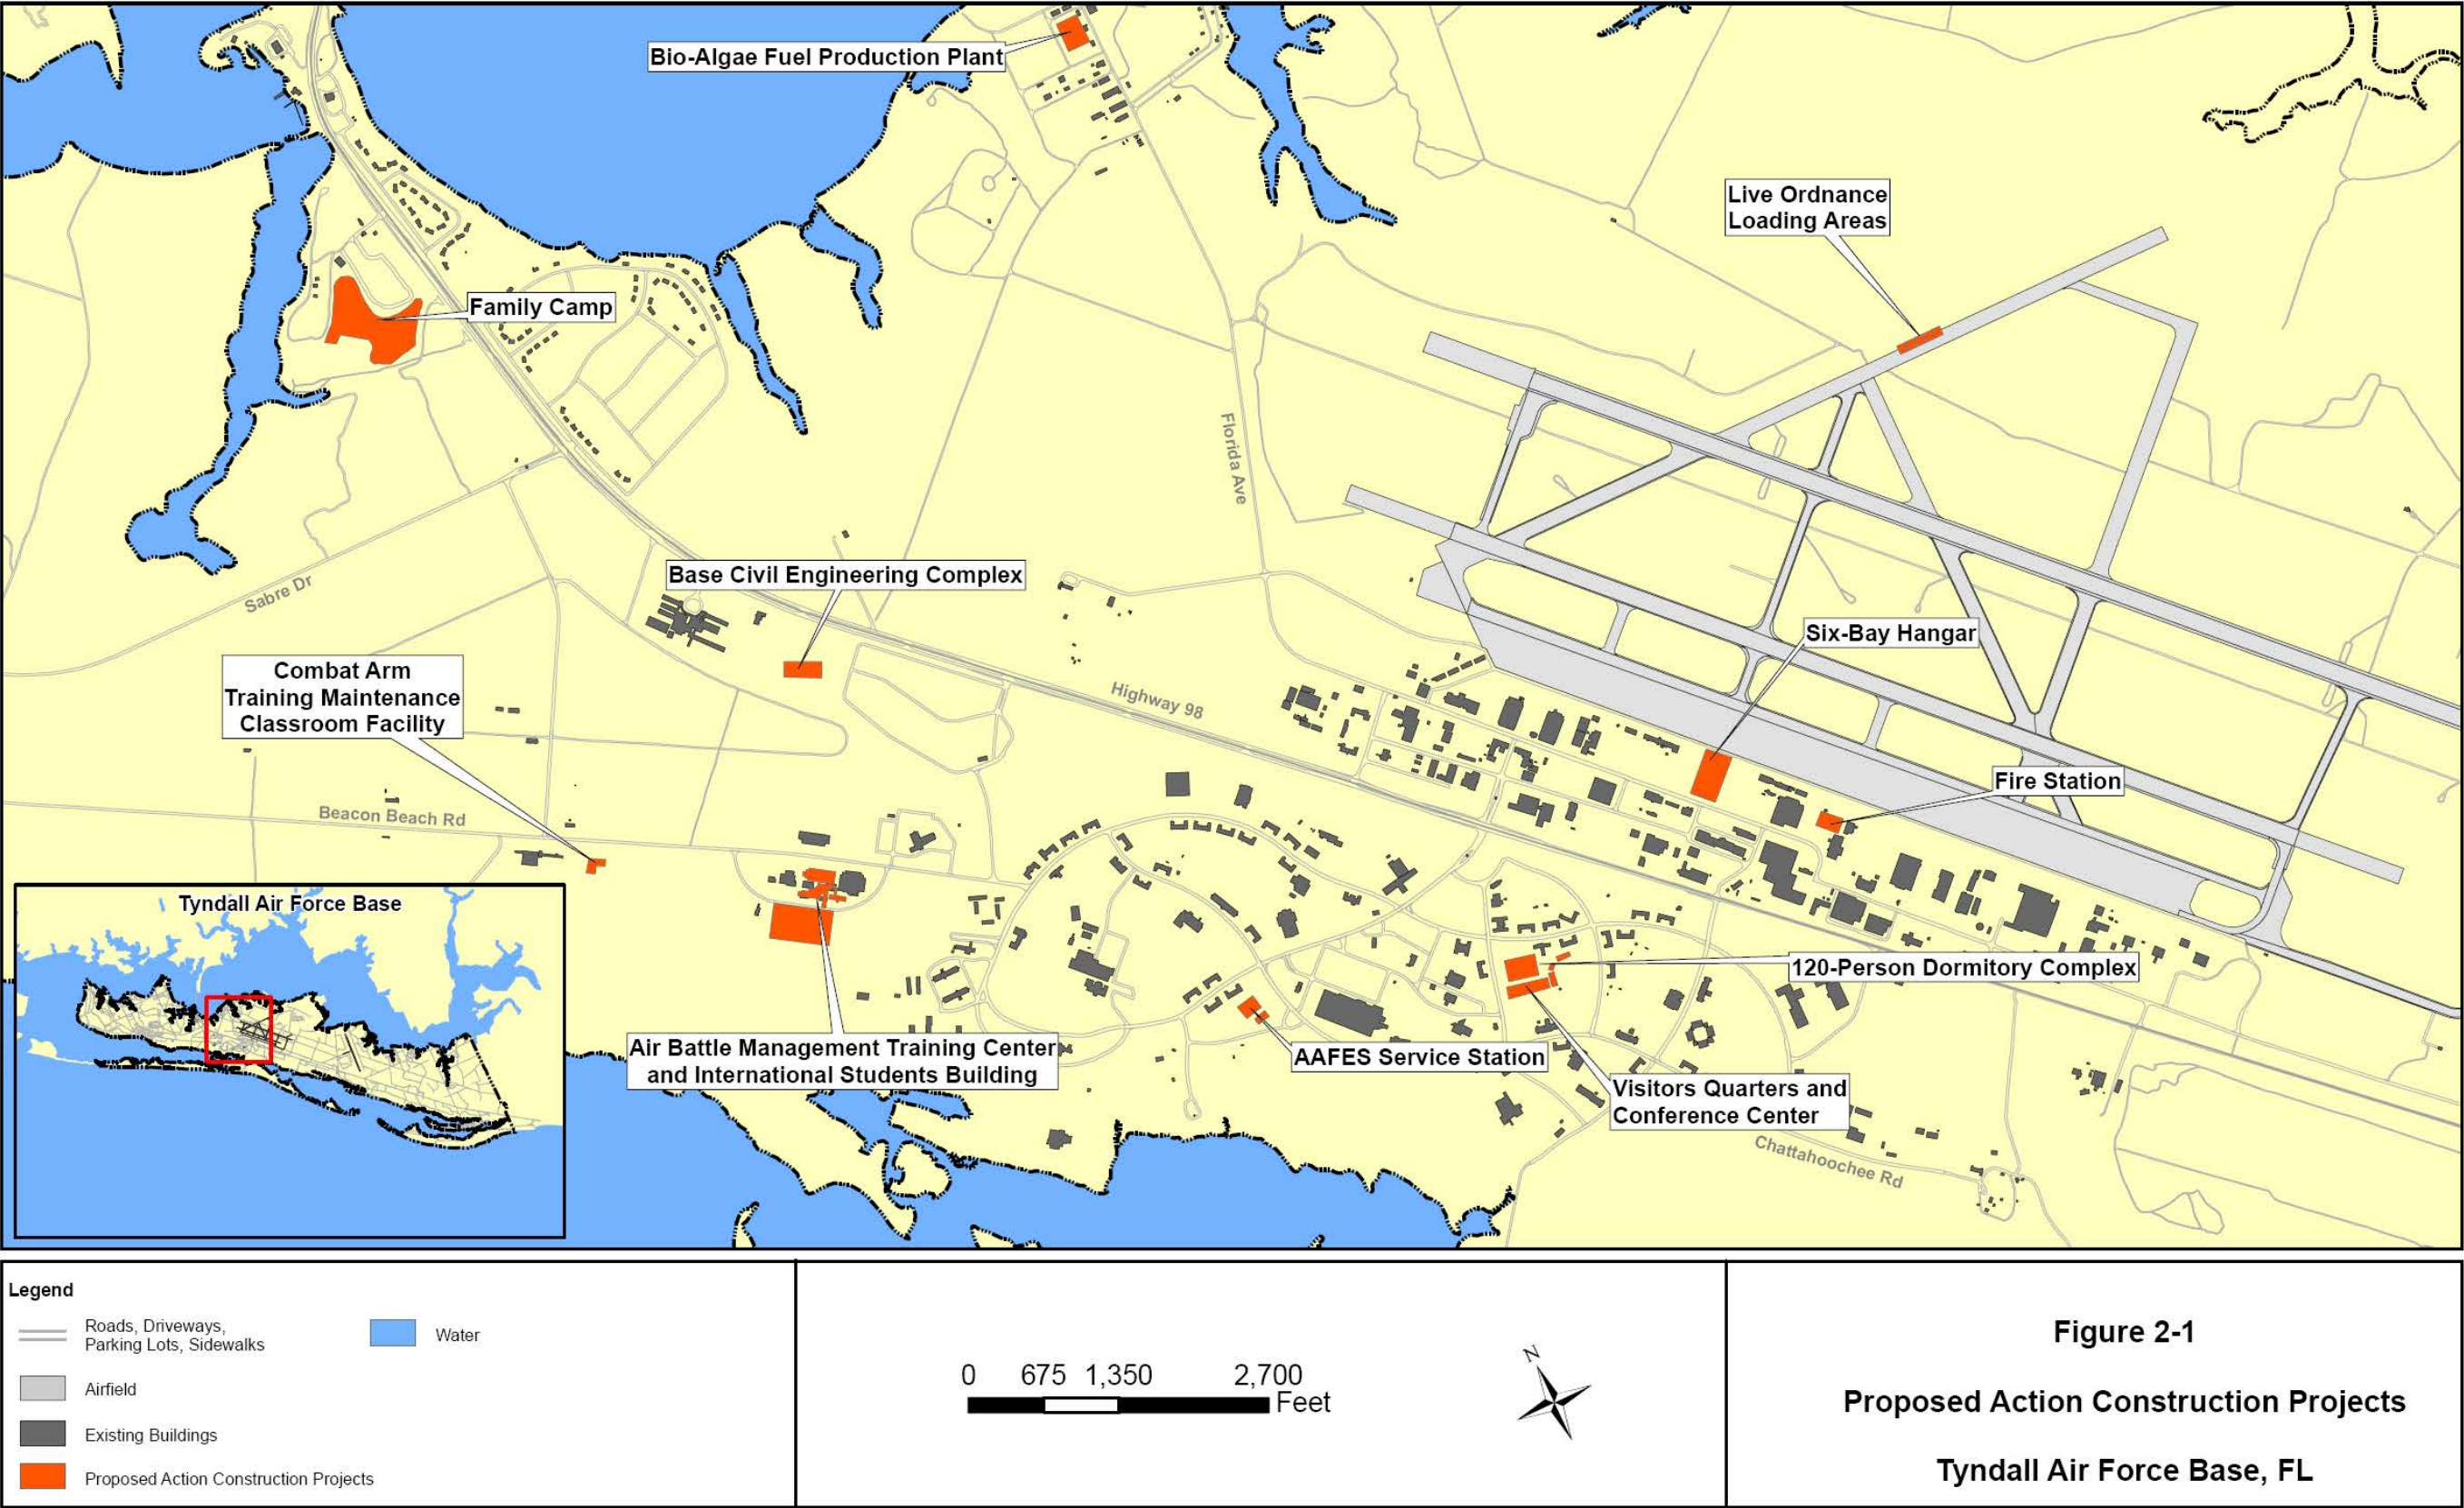 Bio-Algae Fuel Production Plant
Live Ordnance
Loading Areas
Family Camp
Florida Ave
Base Civil Engineering Complex
Sabre Dr
Six-Bay Hangar
Combat Arm
Training Maintenance
Classroom Facility
Highway 98
Fire Station
Beacon Beach Rd
Tyndall Air Force Base
120-Person Dormitory Complex
Air Battle Management Training Center
and International Students Building
AAFES Service Station
Visitors Quarters and
Conference Center
Chattahoochee Rd
Legend
Roads, Driveways,
Parking Lots, Sidewalks
Water
Airfield
Existing Buildings
Proposed Action Construction Projects
0 675 1,350 2,700
Feet
N
Figure 2-1
Proposed Action Construction Projects
Tyndall Air Force Base, FL